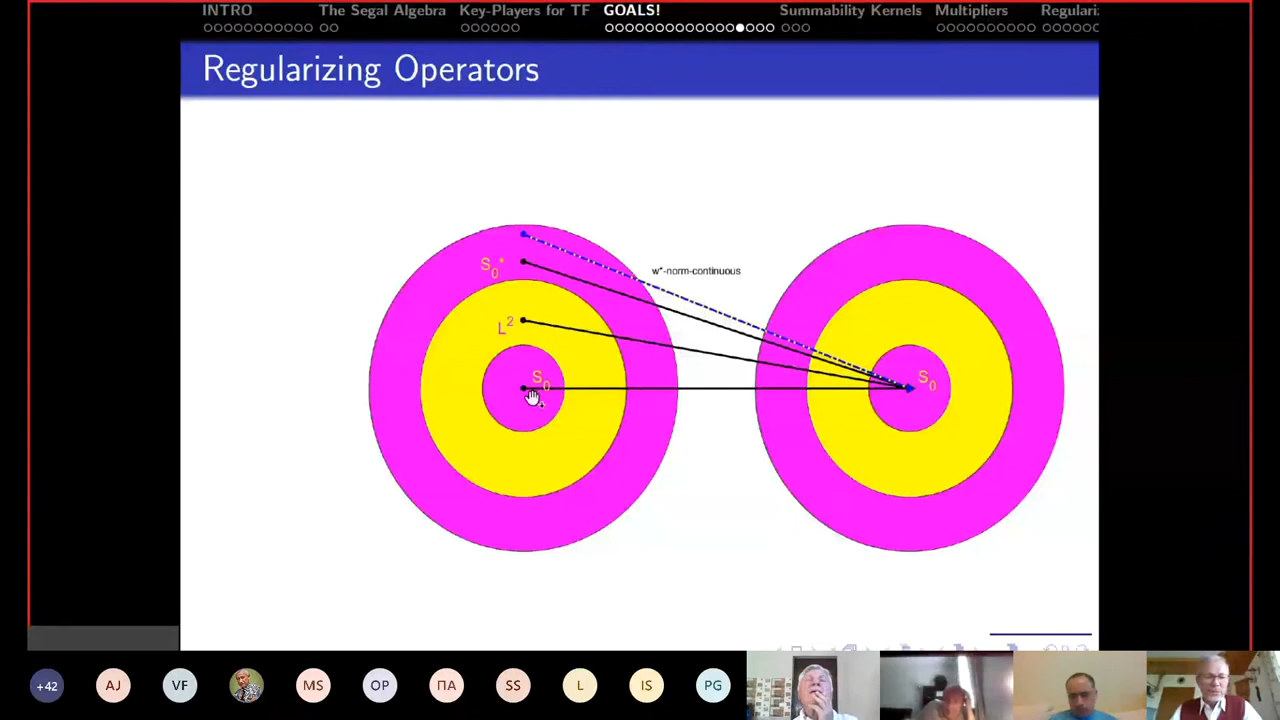 INTRO The Segal Algebra Key-Players for TF GOALS! Summability Kernels Multipliers Regulari
Regularizing Operators
w*-norm-continuous
S0*
L2
S0
S0
+42 AJ VF MS OP ПА SS L IS PG